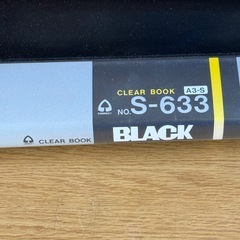 CLEAR BOOK A3-S
NO. S-633
CLEAR BOOK BLACK